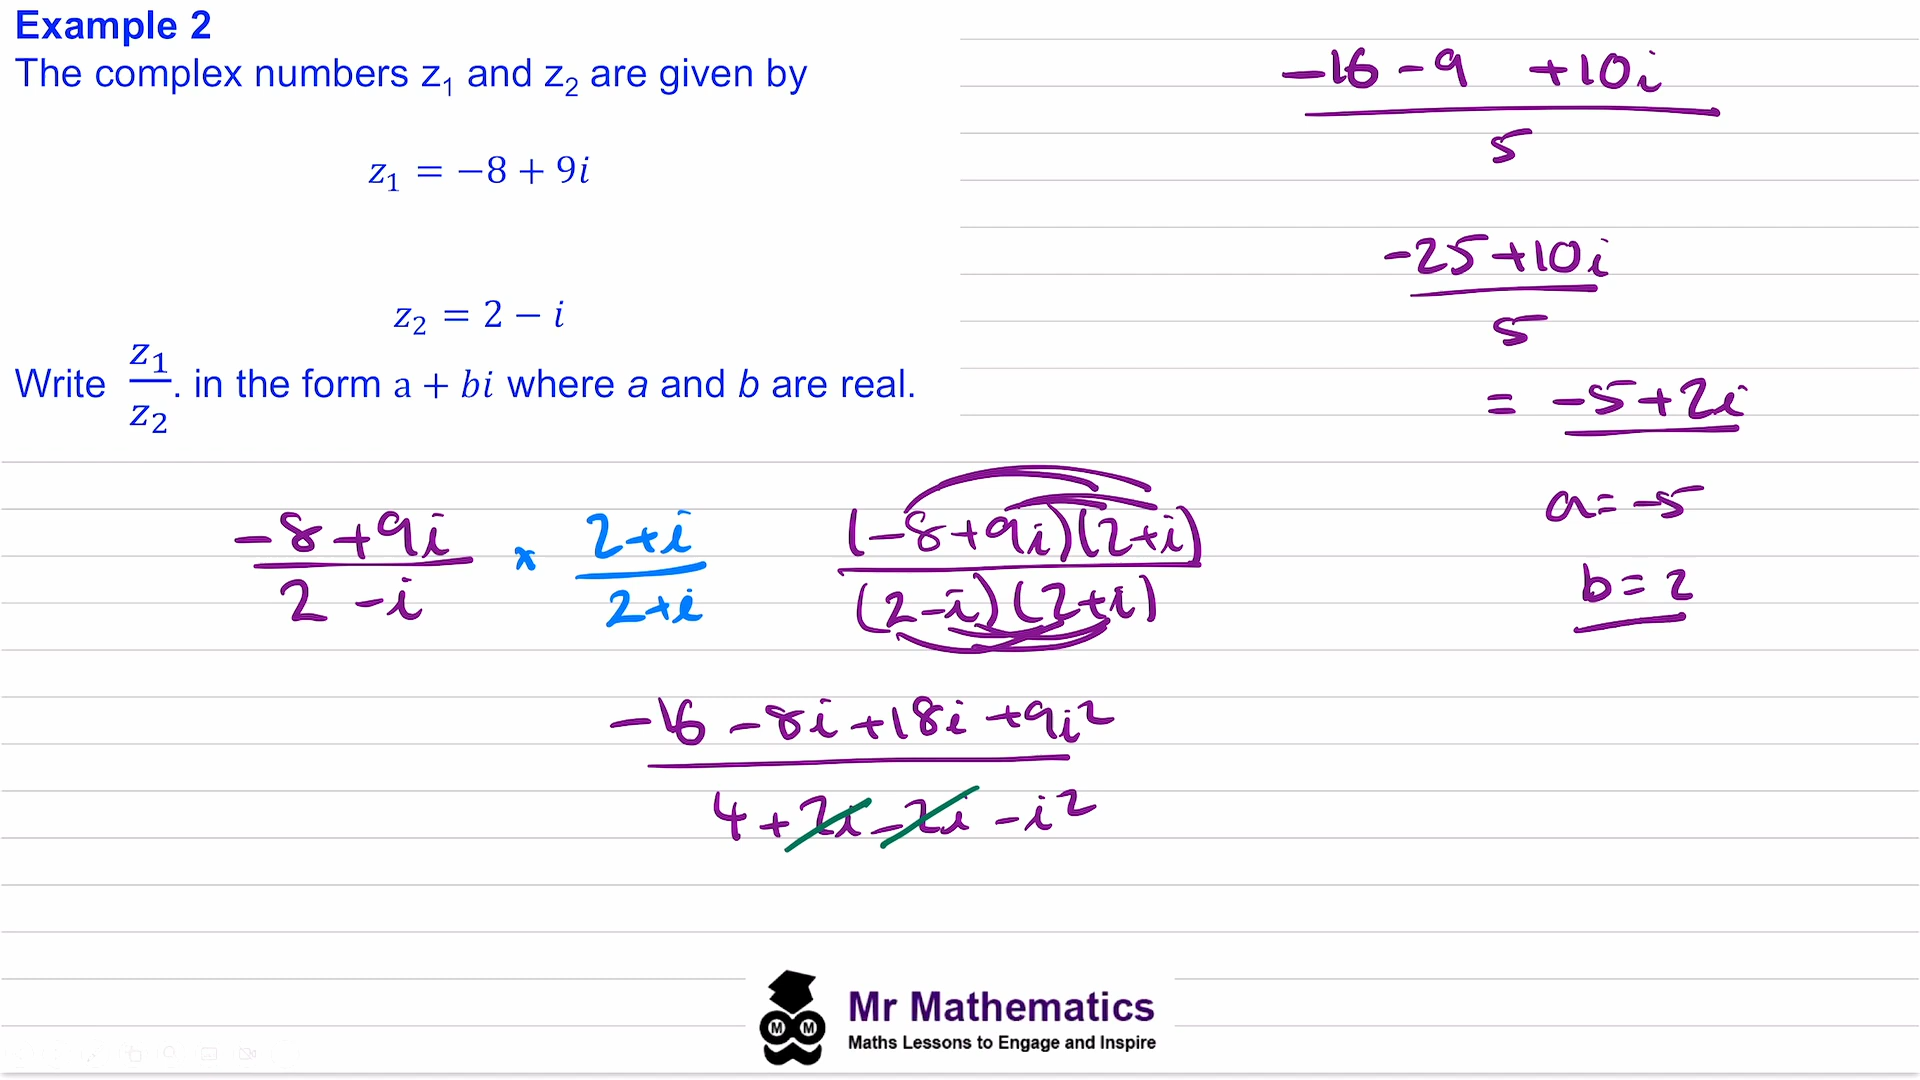 Example 2
The complex numbers z₁ and z₂ are given by
z₁ = −8 + 9i
z₂ = 2 − i
Write z₁/z₂. in the form a + bi where a and b are real.
(-8+9i)/(2-i) × (2+i)/(2+i)
((-8+9i)(2+i))/((2-i)(2+i))
(-16-8i+18i+9i²)/(4+2i-2i-i²)
(-16-9 +10i)/5
(-25+10i)/5
= -5+2i
a=-5
b=2
M M
Mr Mathematics
Maths Lessons to Engage and Inspire